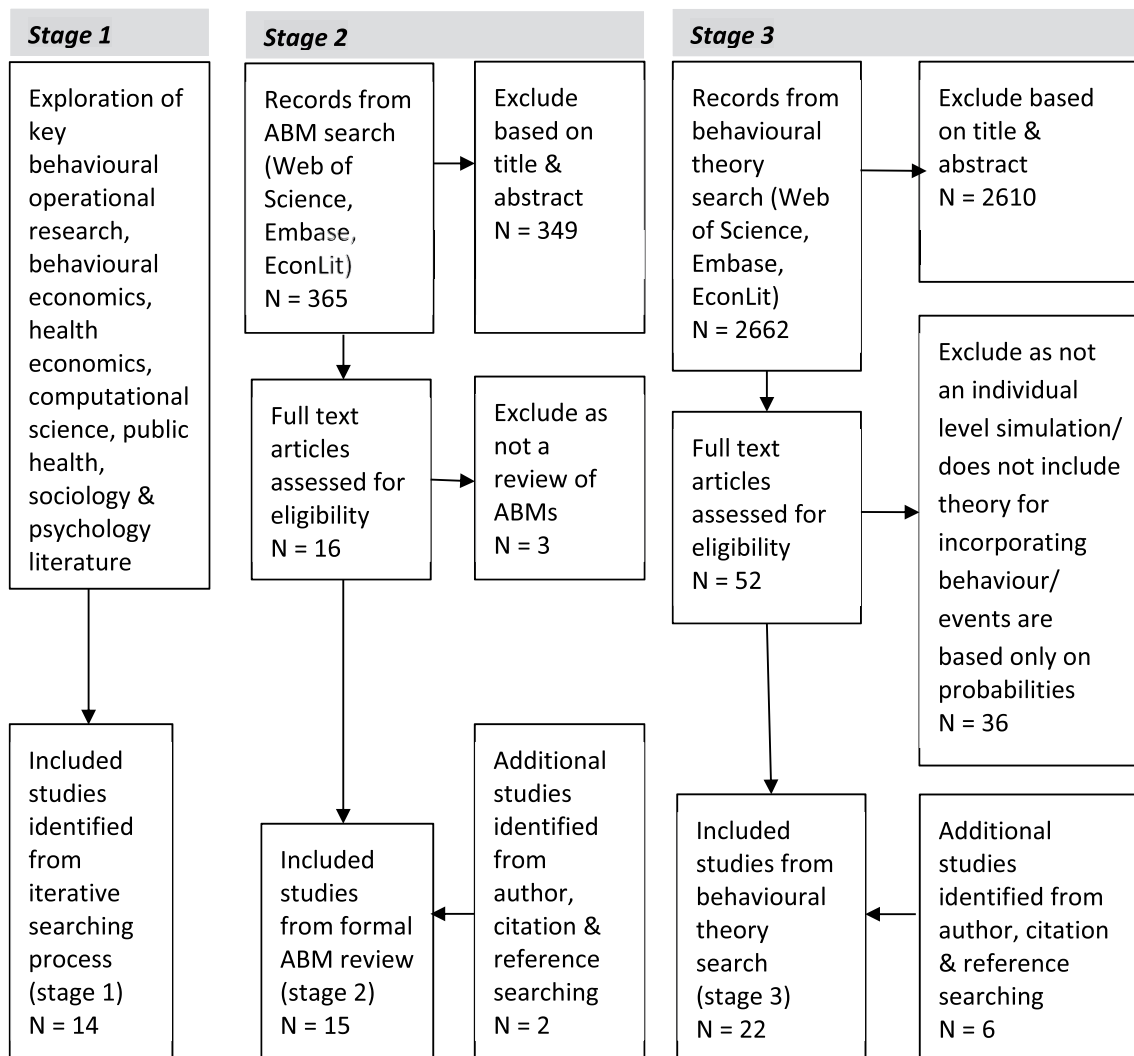 Stage 1
Exploration of
key
behavioural
operational
research,
behavioural
economics,
health
economics,
computational
science, public
health,
sociology &
psychology
literature
Included
studies
identified
from
iterative
searching
process
(stage 1)
N = 14
Stage 2
Records from
ABM search
(Web of
Science,
Embase,
EconLit)
N = 365
Exclude
based on
title &
abstract
N = 349
Full text
articles
assessed for
eligibility
N = 16
Exclude as
not a
review of
ABMs
N = 3
Included
studies
from formal
ABM review
(stage 2)
N = 15
Additional
studies
identified
from
author,
citation &
reference
searching
N = 2
Stage 3
Records from
behavioural
theory
search (Web
of Science,
Embase,
EconLit)
N = 2662
Exclude based
on title &
abstract
N = 2610
Full text
articles
assessed for
eligibility
N = 52
Exclude as not
an individual
level simulation/
does not include
theory for
incorporating
behaviour/
events are
based only on
probabilities
N = 36
Included
studies from
behavioural
theory
search
(stage 3)
N = 22
Additional
studies
identified from
author, citation
& reference
searching
N = 6